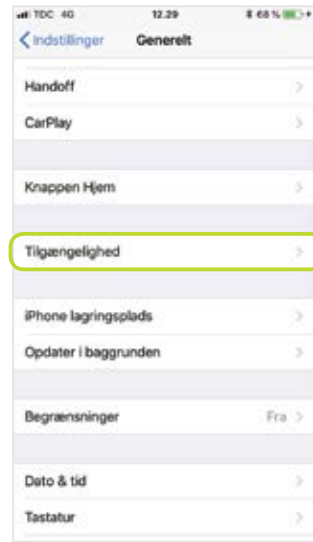 TDC 4G 12.29 68 %
Indstillinger Generelt
Handoff
CarPlay
Knappen Hjem
Tilgængelighed
iPhone lagringsplads
Opdater i baggrunden
Begrænsninger Fra
Dato & tid
Tastatur